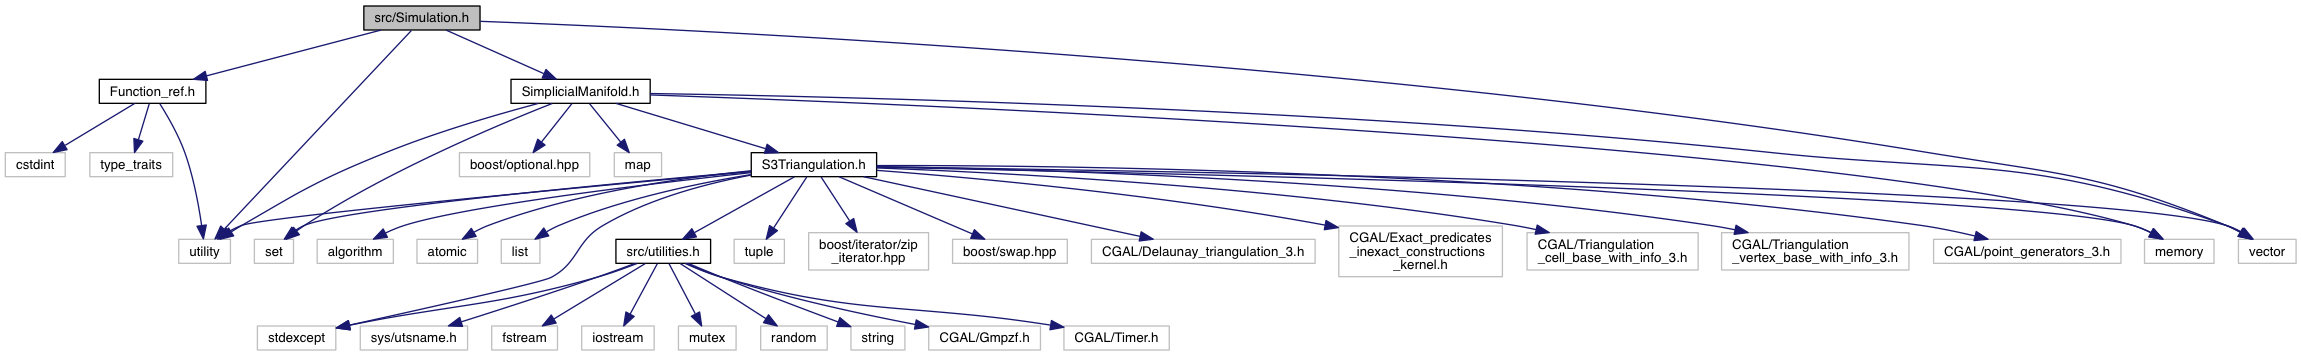 src/Simulation.h
Function_ref.h
SimplicialManifold.h
cstdint
type_traits
boost/optional.hpp
map
S3Triangulation.h
utility
set
algorithm
atomic
list
src/utilities.h
tuple
boost/iterator/zip
_iterator.hpp
boost/swap.hpp
CGAL/Delaunay_triangulation_3.h
CGAL/Exact_predicates
_inexact_constructions
_kernel.h
CGAL/Triangulation
_cell_base_with_info_3.h
CGAL/Triangulation
_vertex_base_with_info_3.h
CGAL/point_generators_3.h
memory
vector
stdexcept
sys/utsname.h
fstream
iostream
mutex
random
string
CGAL/Gmpzf.h
CGAL/Timer.h